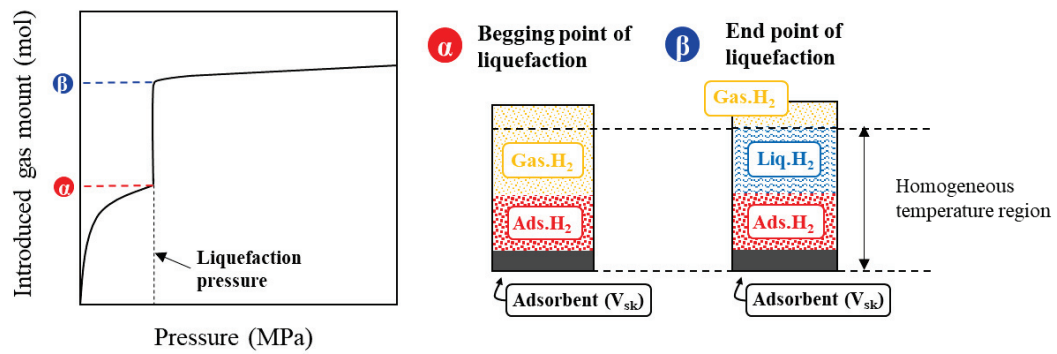 Introduced gas mount (mol)
β
α
Liquefaction
pressure
Pressure (MPa)
α
Begging point of
liquefaction
Gas.H₂
Ads.H₂
Adsorbent (Vsk)
β
End point of
liquefaction
Gas.H₂
Liq.H₂
Ads.H₂
Adsorbent (Vsk)
Homogeneous
temperature region